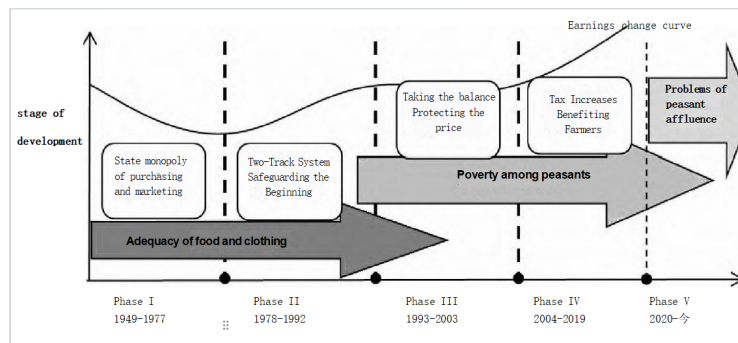 Earnings change curve
stage of
development
State monopoly
of purchasing
and marketing
Two-Track System
Safeguarding the
Beginning
Taking the balance
Protecting the
price
Tax Increases
Benefiting
Farmers
Problems of
peasant
affluence
Poverty among peasants
Adequacy of food and clothing
Phase I
1949-1977
Phase II
1978-1992
Phase III
1993-2003
Phase IV
2004-2019
Phase V
2020-今